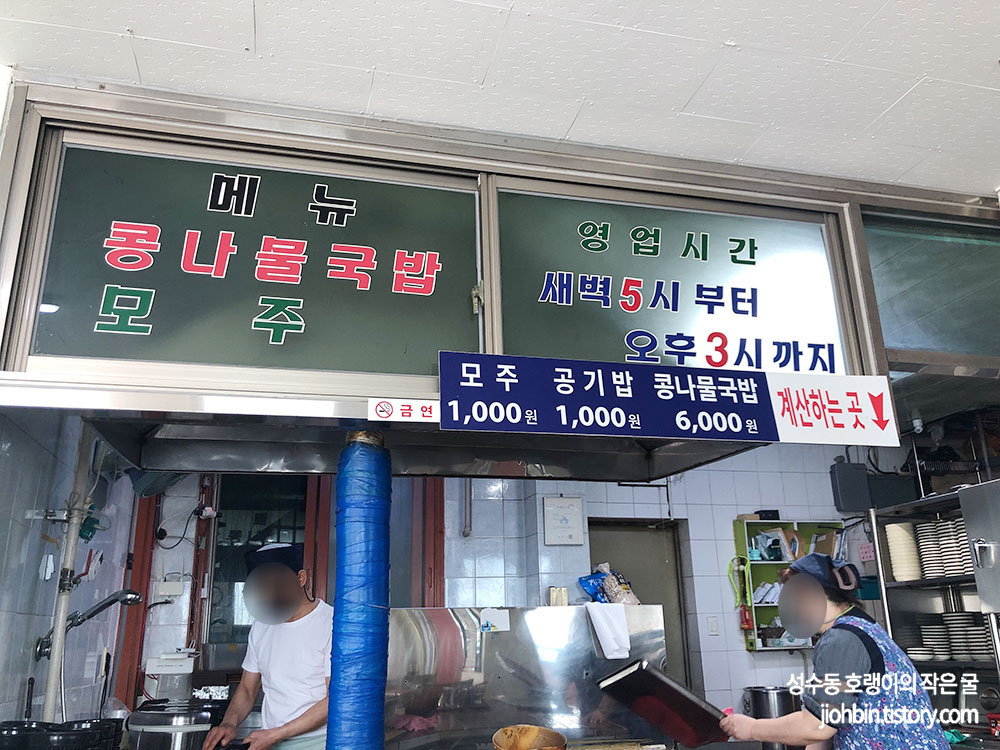 메 뉴
콩나물국밥
모 주
영업시간
새벽5시부터
오후3시까지
금연
모주 공기밥 콩나물국밥
1,000원 1,000원 6,000원
계산하는 곳
성수동 호랭이의 작은 굴
jiohbin.tistory.com